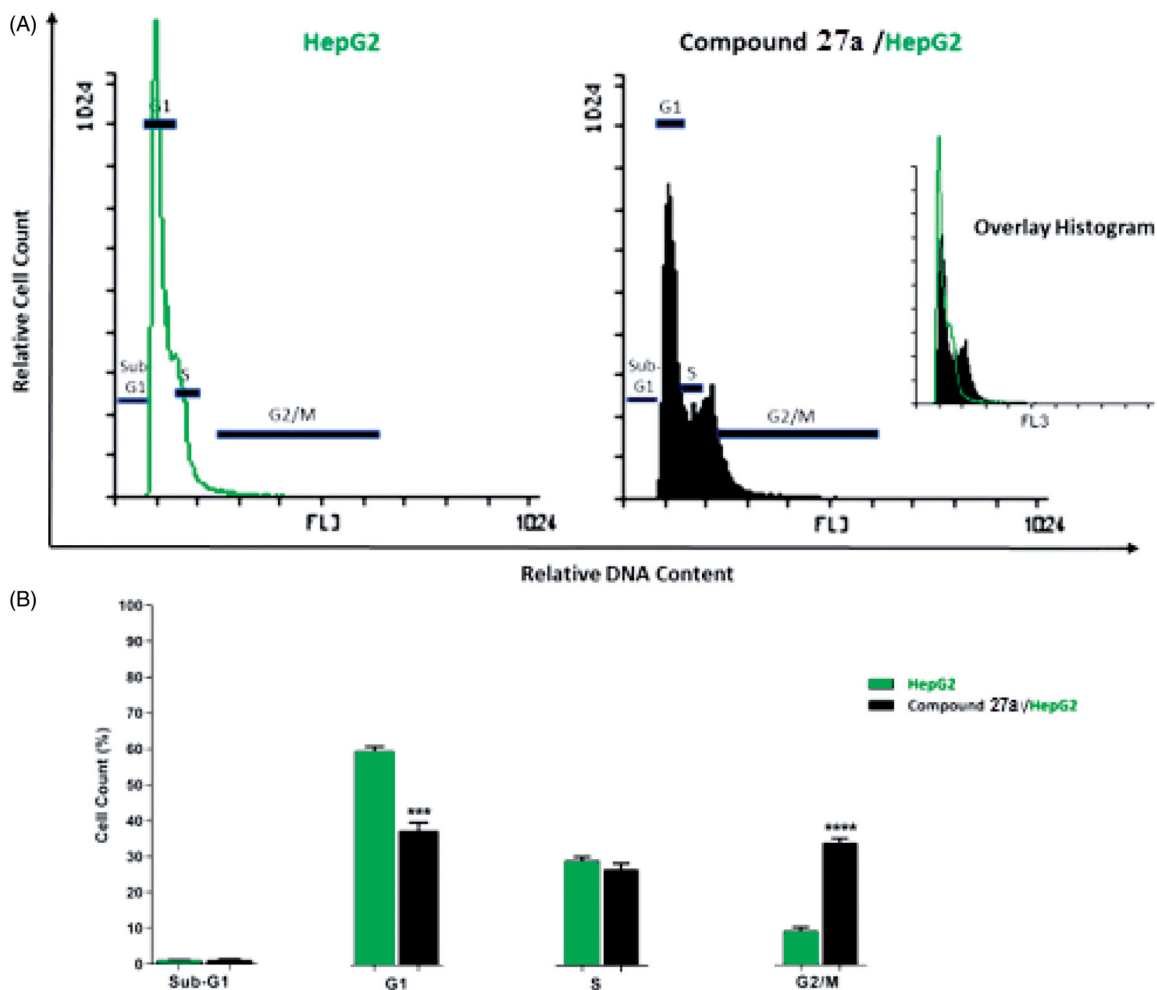 (A)
HepG2
Compound 27a /HepG2
Relative Cell Count
1024
G1
Sub-
G1
S
G2/M
FL3
1024
1024
G1
Sub-
G1
S
G2/M
FL3
1024
Overlay Histogram
FL3
Relative DNA Content
(B)
Cell Count (%)
100
90
80
70
60
50
40
30
20
10
0
***
****
HepG2
Compound 27a/HepG2
Sub-G1
G1
S
G2/M